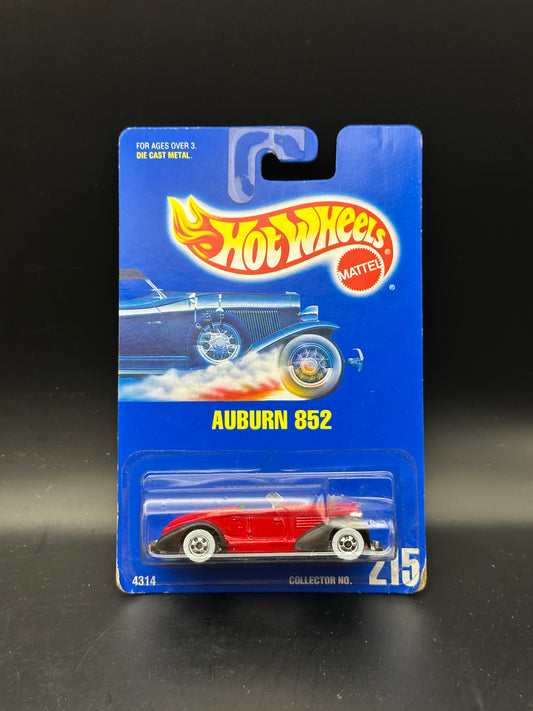 FOR AGES OVER 3.
DIE CAST METAL.
HOT WHEELS
®
MATTEL
®
AUBURN 852
4314
COLLECTOR NO. 215